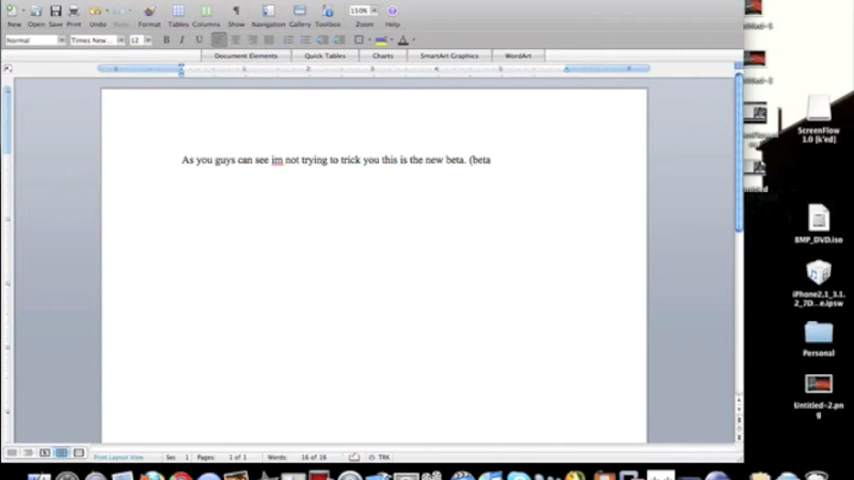 New Open Save Print Undo Format Tables Columns Show Navigation Gallery Toolbox Zoom Help
150%
Normal Times New... 12 B I U
Document Elements Quick Tables Charts SmartArt Graphics WordArt
As you guys can see im not trying to trick you this is the new beta. (beta
ScreenFlow
1.0 [k'ed]
BMP_DVD.iso
iPhone2,1_3.1.
2_7D...e.ipsw
Personal
Untitled-2.pn
g
Print Layout View Sec 1 Pages: 1 of 1 Words: 16 of 16 TRK